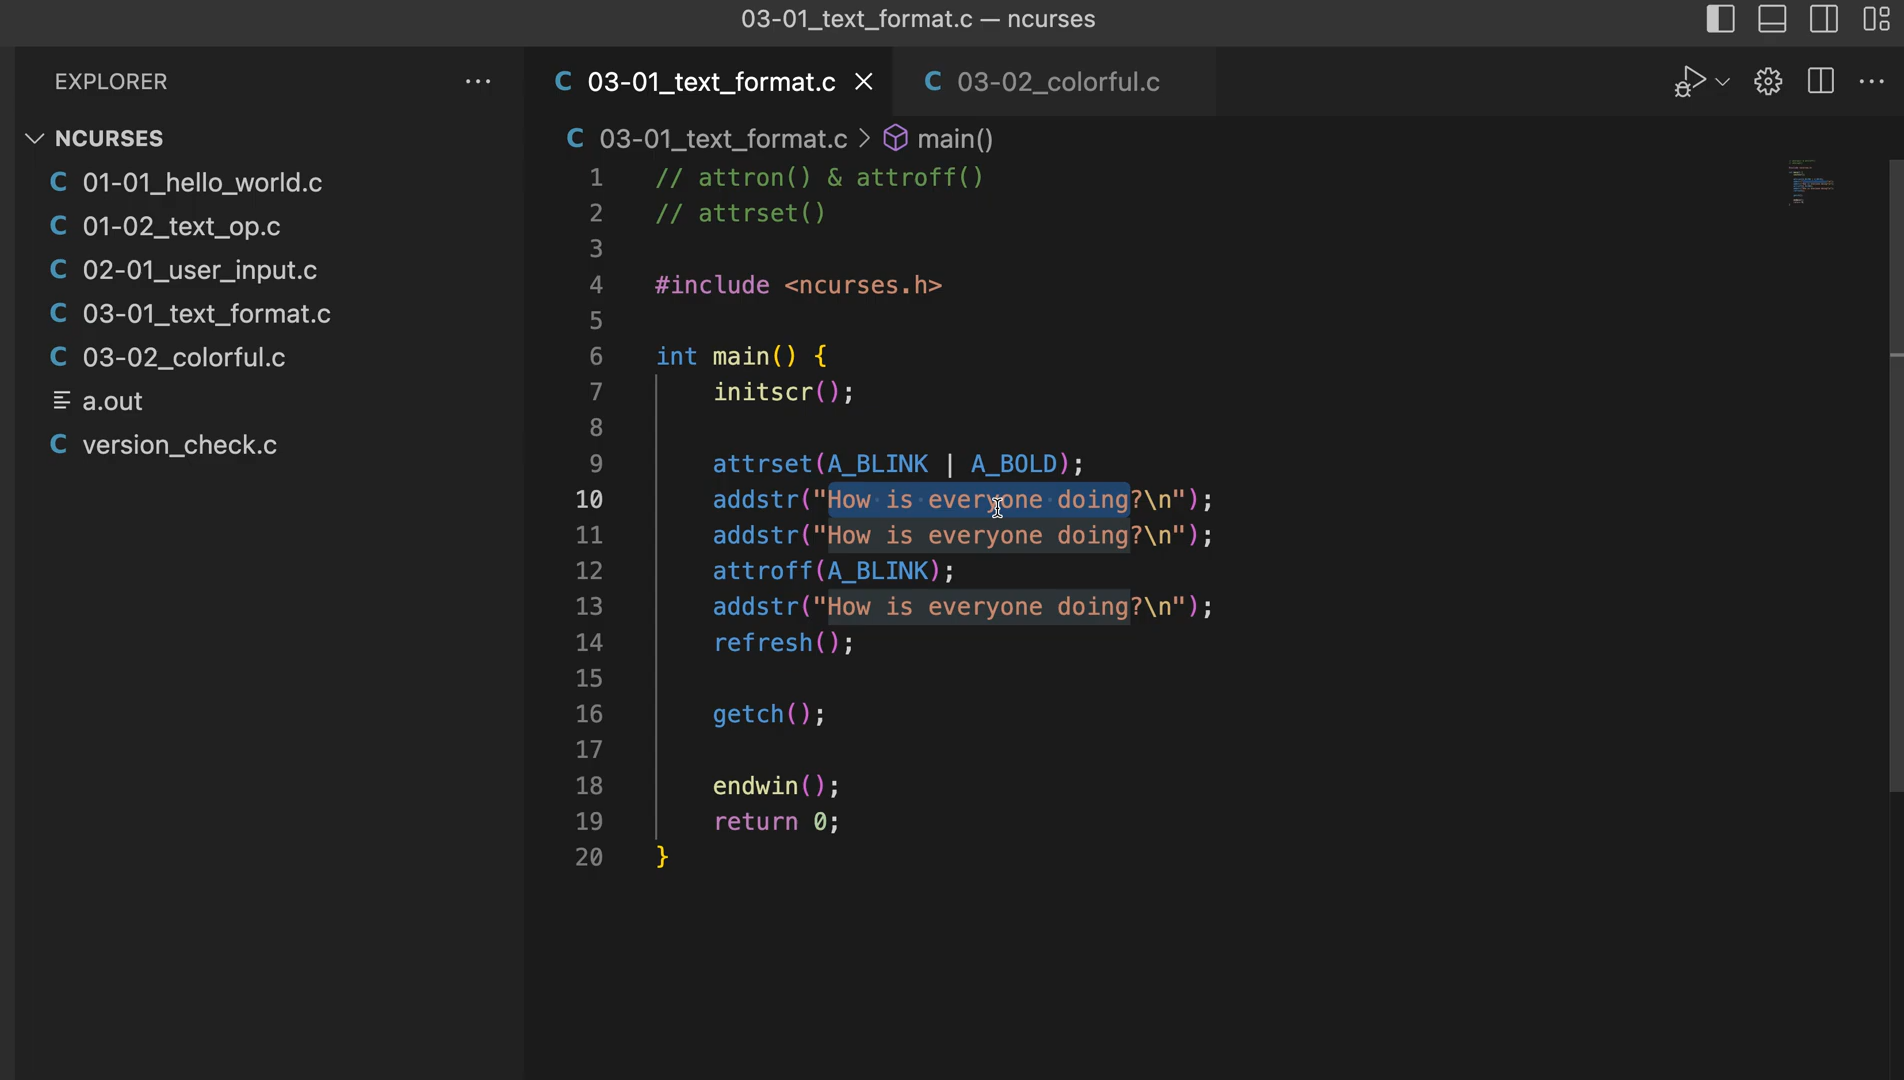 03-01_text_format.c — ncurses
EXPLORER
NCURSES
C 01-01_hello_world.c
C 01-02_text_op.c
C 02-01_user_input.c
C 03-01_text_format.c
C 03-02_colorful.c
a.out
C version_check.c
C 03-01_text_format.c
C 03-02_colorful.c
C 03-01_text_format.c > main()
1 // attron() & attroff()
2 // attrset()
3
4 #include <ncurses.h>
5
6 int main() {
7 initscr();
8
9 attrset(A_BLINK | A_BOLD);
10 addstr("How is everyone doing?\n");
11 addstr("How is everyone doing?\n");
12 attroff(A_BLINK);
13 addstr("How is everyone doing?\n");
14 refresh();
15
16 getch();
17
18 endwin();
19 return 0;
20 }